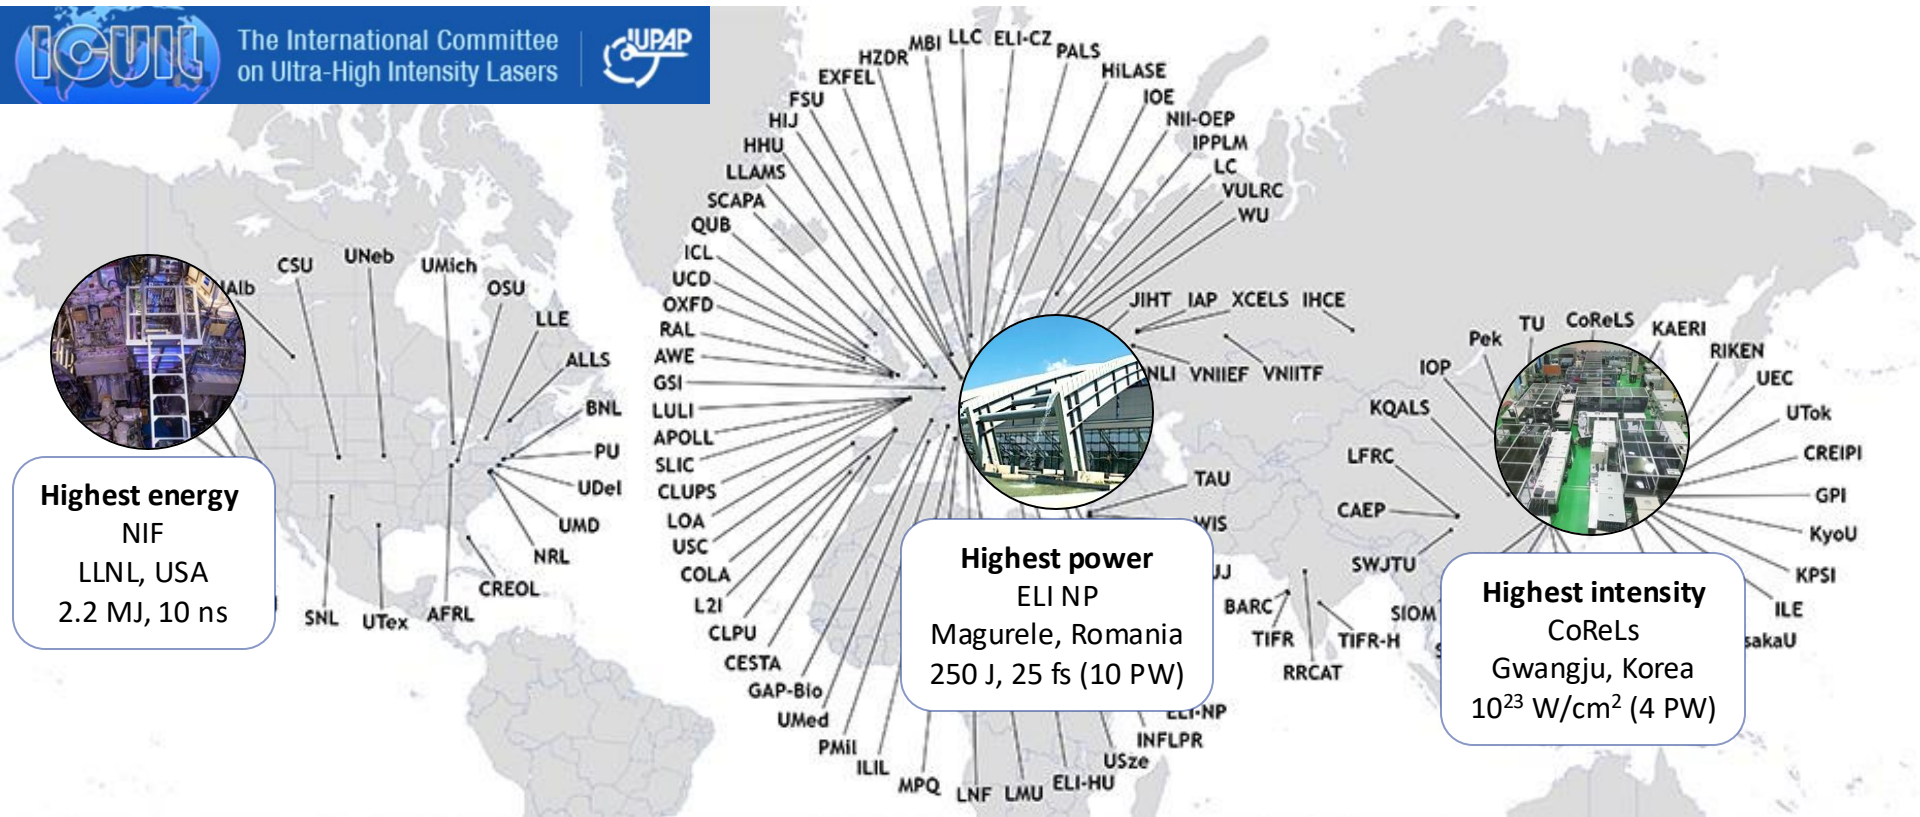 ICUIL
The International Committee
on Ultra-High Intensity Lasers
IUPAP
CSU
UNeb
UMich
OSU
LLE
ALLS
BNL
PU
UDel
UMD
NRL
CREOL
AFRL
UTex
SNL
Highest energy
NIF
LLNL, USA
2.2 MJ, 10 ns
LLC
MBI
HZDR
EXFEL
FSU
HIJ
HHU
LLAMS
SCAPA
QUB
ICL
UCD
OXFD
RAL
AWE
GSI
LULI
APOLL
SLIC
CLUPS
LOA
USC
COLA
L2I
CLPU
CESTA
GAP-Bio
UMed
PMil
ILIL
MPQ
LNF
LMU
ELI-HU
USze
INFLPR
ELI-NP
ELI-CZ
PALS
HiLASE
IOE
NII-OEP
IPPLM
LC
VULRC
WU
JIHT IAP XCELS IHCE
NLI VNIIEF VNIITF
TAU
WIS
Highest power
ELI NP
Magurele, Romania
250 J, 25 fs (10 PW)
BARC
TIFR
RRCAT
TIFR-H
Pek
TU
CoReLS
KAERI
RIKEN
UEC
UTok
CREIPI
GPI
KyoU
KPSI
ILE
sakaU
IOP
KQALS
LFRC
CAEP
SWJTU
SIOM
Highest intensity
CoReLs
Gwangju, Korea
10²³ W/cm² (4 PW)